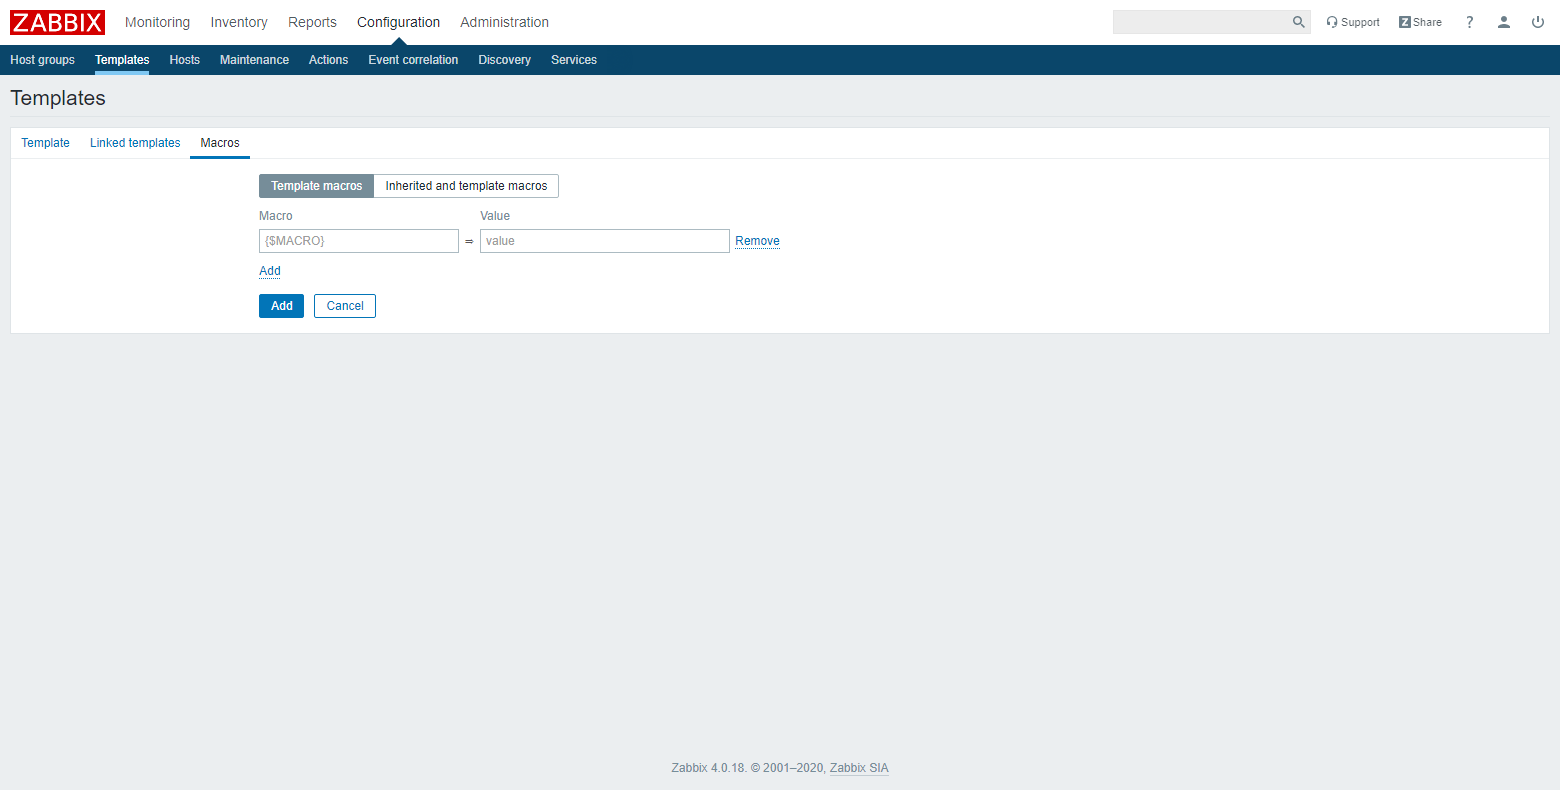 ZABBIX Monitoring Inventory Reports Configuration Administration Support Z Share ?
Host groups Templates Hosts Maintenance Actions Event correlation Discovery Services
Templates
Template Linked templates Macros
Template macros Inherited and template macros
Macro Value
{$MACRO} ⇒ value Remove
Add
Add Cancel
Zabbix 4.0.18. © 2001–2020, Zabbix SIA